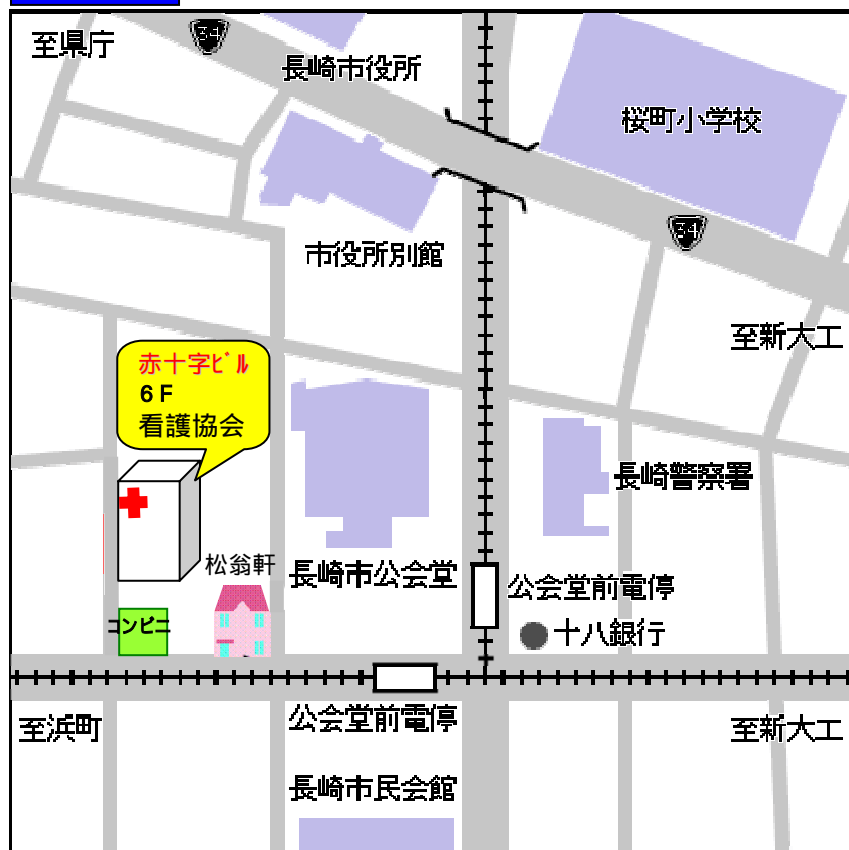 34
至県庁
長崎市役所
桜町小学校
34
市役所別館
至新大工
赤十字ビル
6F
看護協会
長崎警察署
松翁軒
長崎市公会堂
公会堂前電停
コンビニ
十八銀行
至浜町
公会堂前電停
至新大工
長崎市民会館